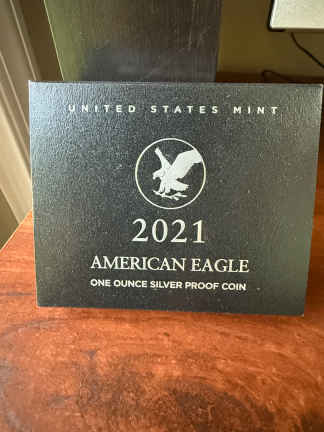 UNITED STATES MINT
2021
AMERICAN EAGLE
ONE OUNCE SILVER PROOF COIN